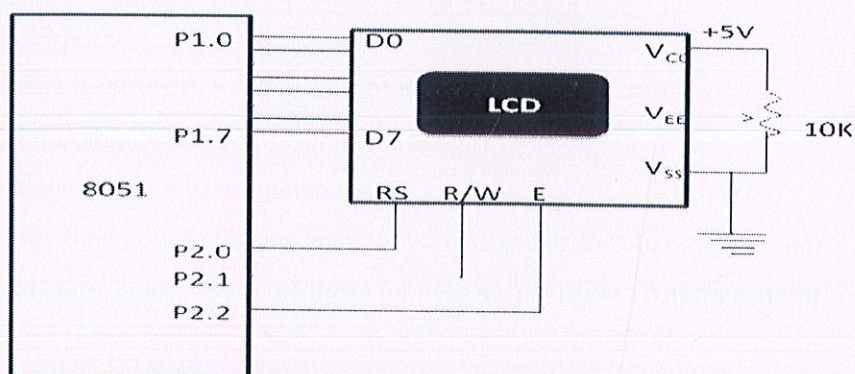 P1.0
P1.7
8051
P2.0
P2.1
P2.2
D0
D7
LCD
RS R/W E
VCC
VEE
VSS
+5V
10K